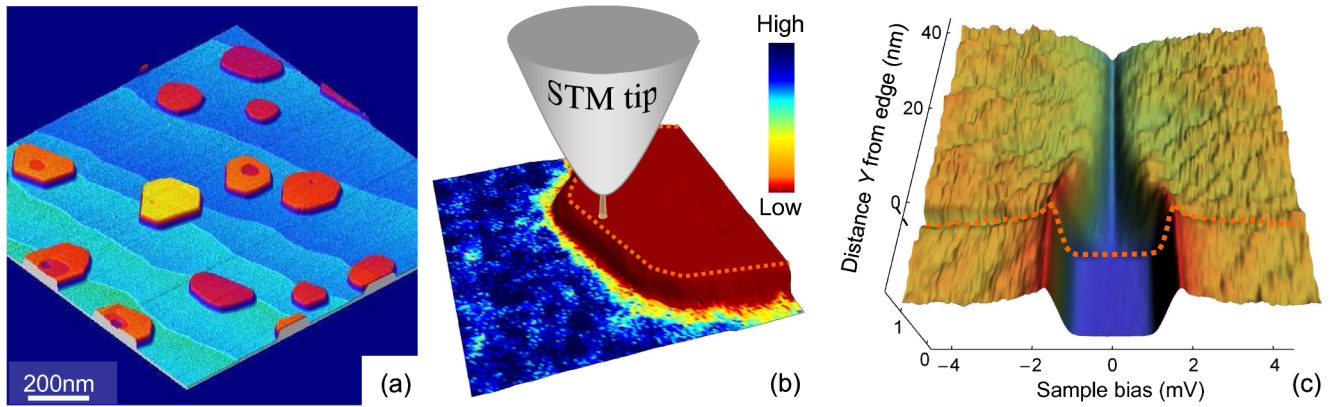 200nm
(a)
STM tip
High
Low
(b)
Distance Y from edge (nm)
40
20
0
1
0
−4
−2
0
2
4
Sample bias (mV)
(c)